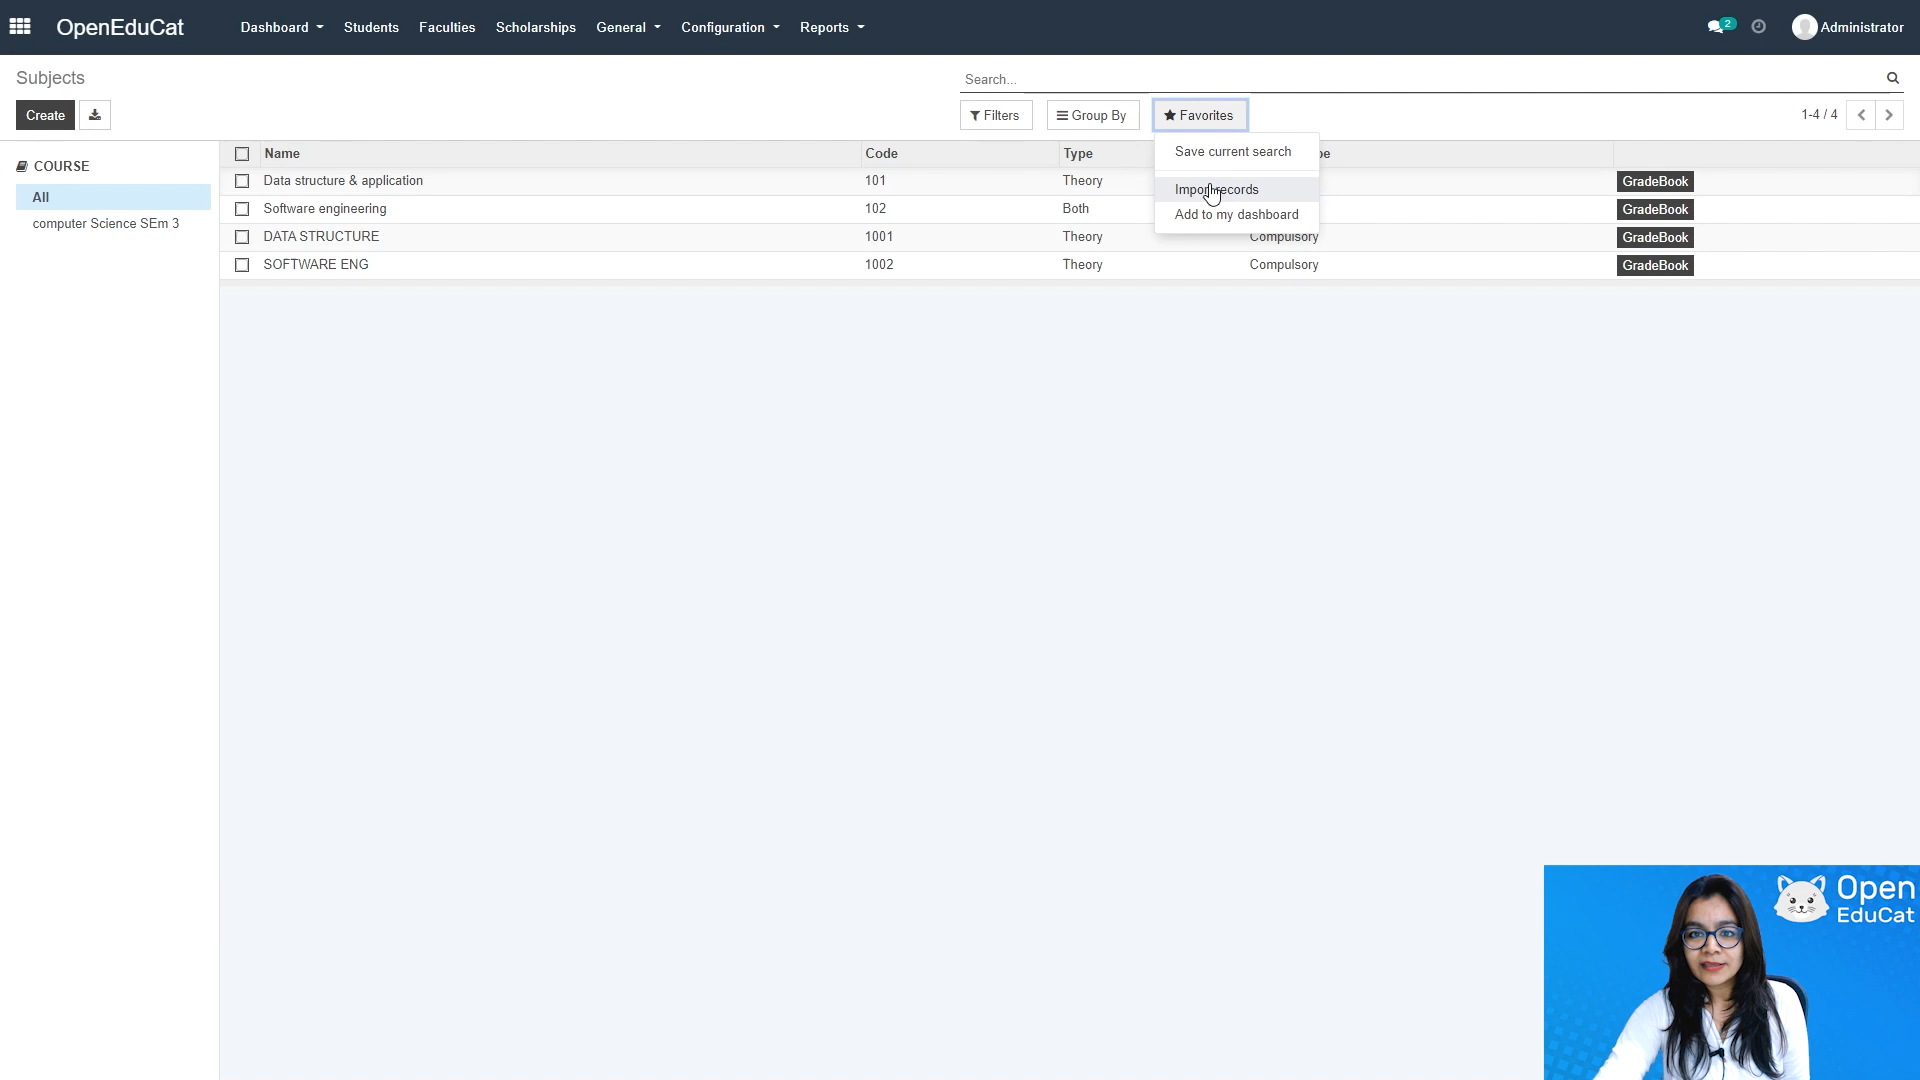 OpenEduCat Dashboard Students Faculties Scholarships General Configuration Reports 2 Administrator
Subjects Search...
Create Filters Group By Favorites 1-4 / 4
Save current search
Import records
Add to my dashboard
COURSE
All
computer Science SEm 3
Name Code Type
Data structure & application 101 Theory GradeBook
Software engineering 102 Both GradeBook
DATA STRUCTURE 1001 Theory Compulsory GradeBook
SOFTWARE ENG 1002 Theory Compulsory GradeBook
Open
EduCat